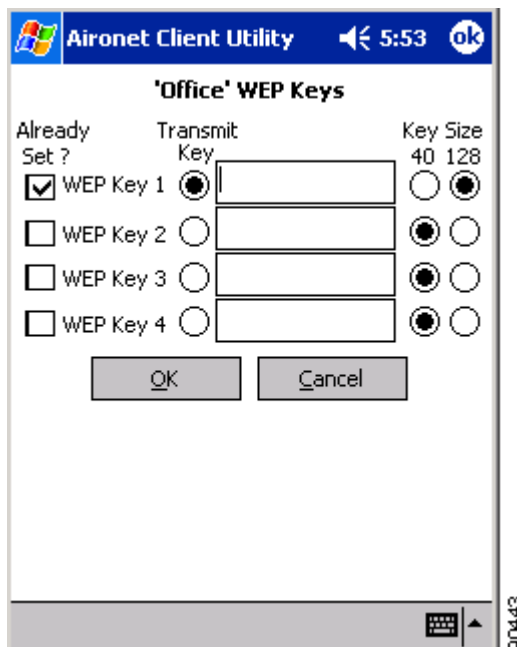 Aironet Client Utility 5:53 ok
'Office' WEP Keys
Already Transmit Key Size
Set ? Key 40 128
WEP Key 1
WEP Key 2
WEP Key 3
WEP Key 4
OK Cancel